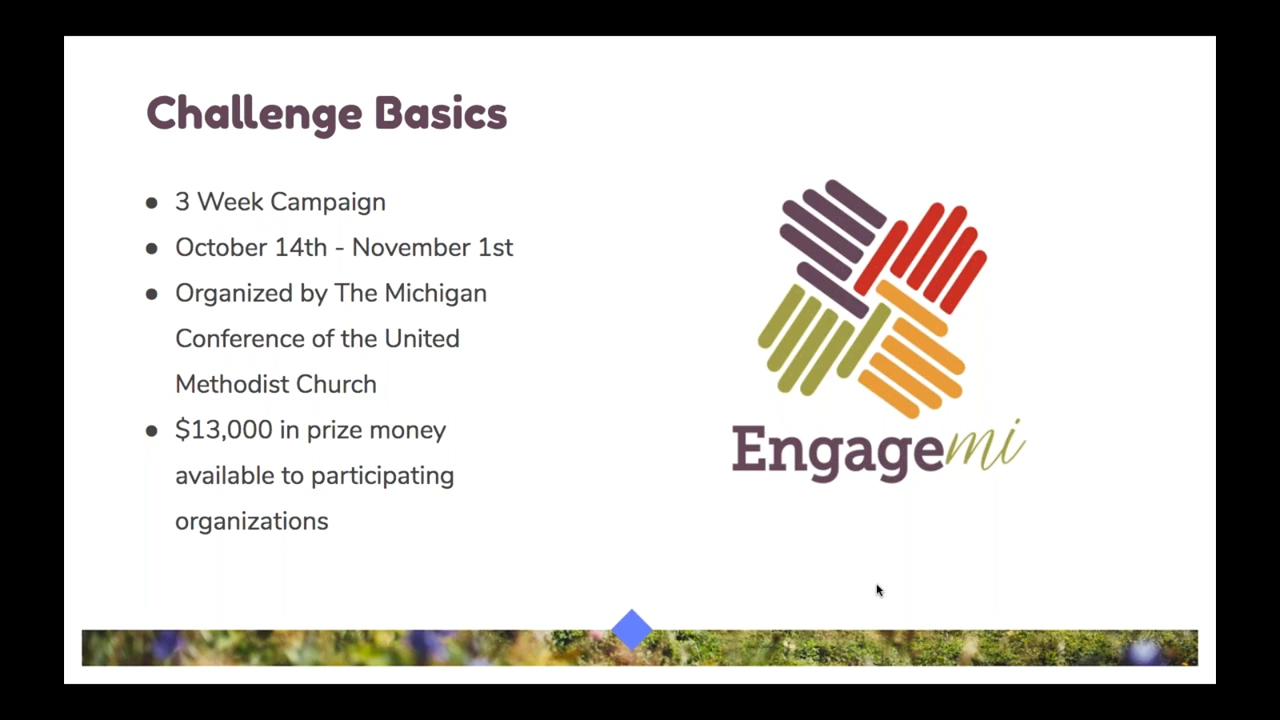 Challenge Basics
● 3 Week Campaign
● October 14th - November 1st
● Organized by The Michigan
Conference of the United
Methodist Church
● $13,000 in prize money
available to participating
organizations
Engagemi